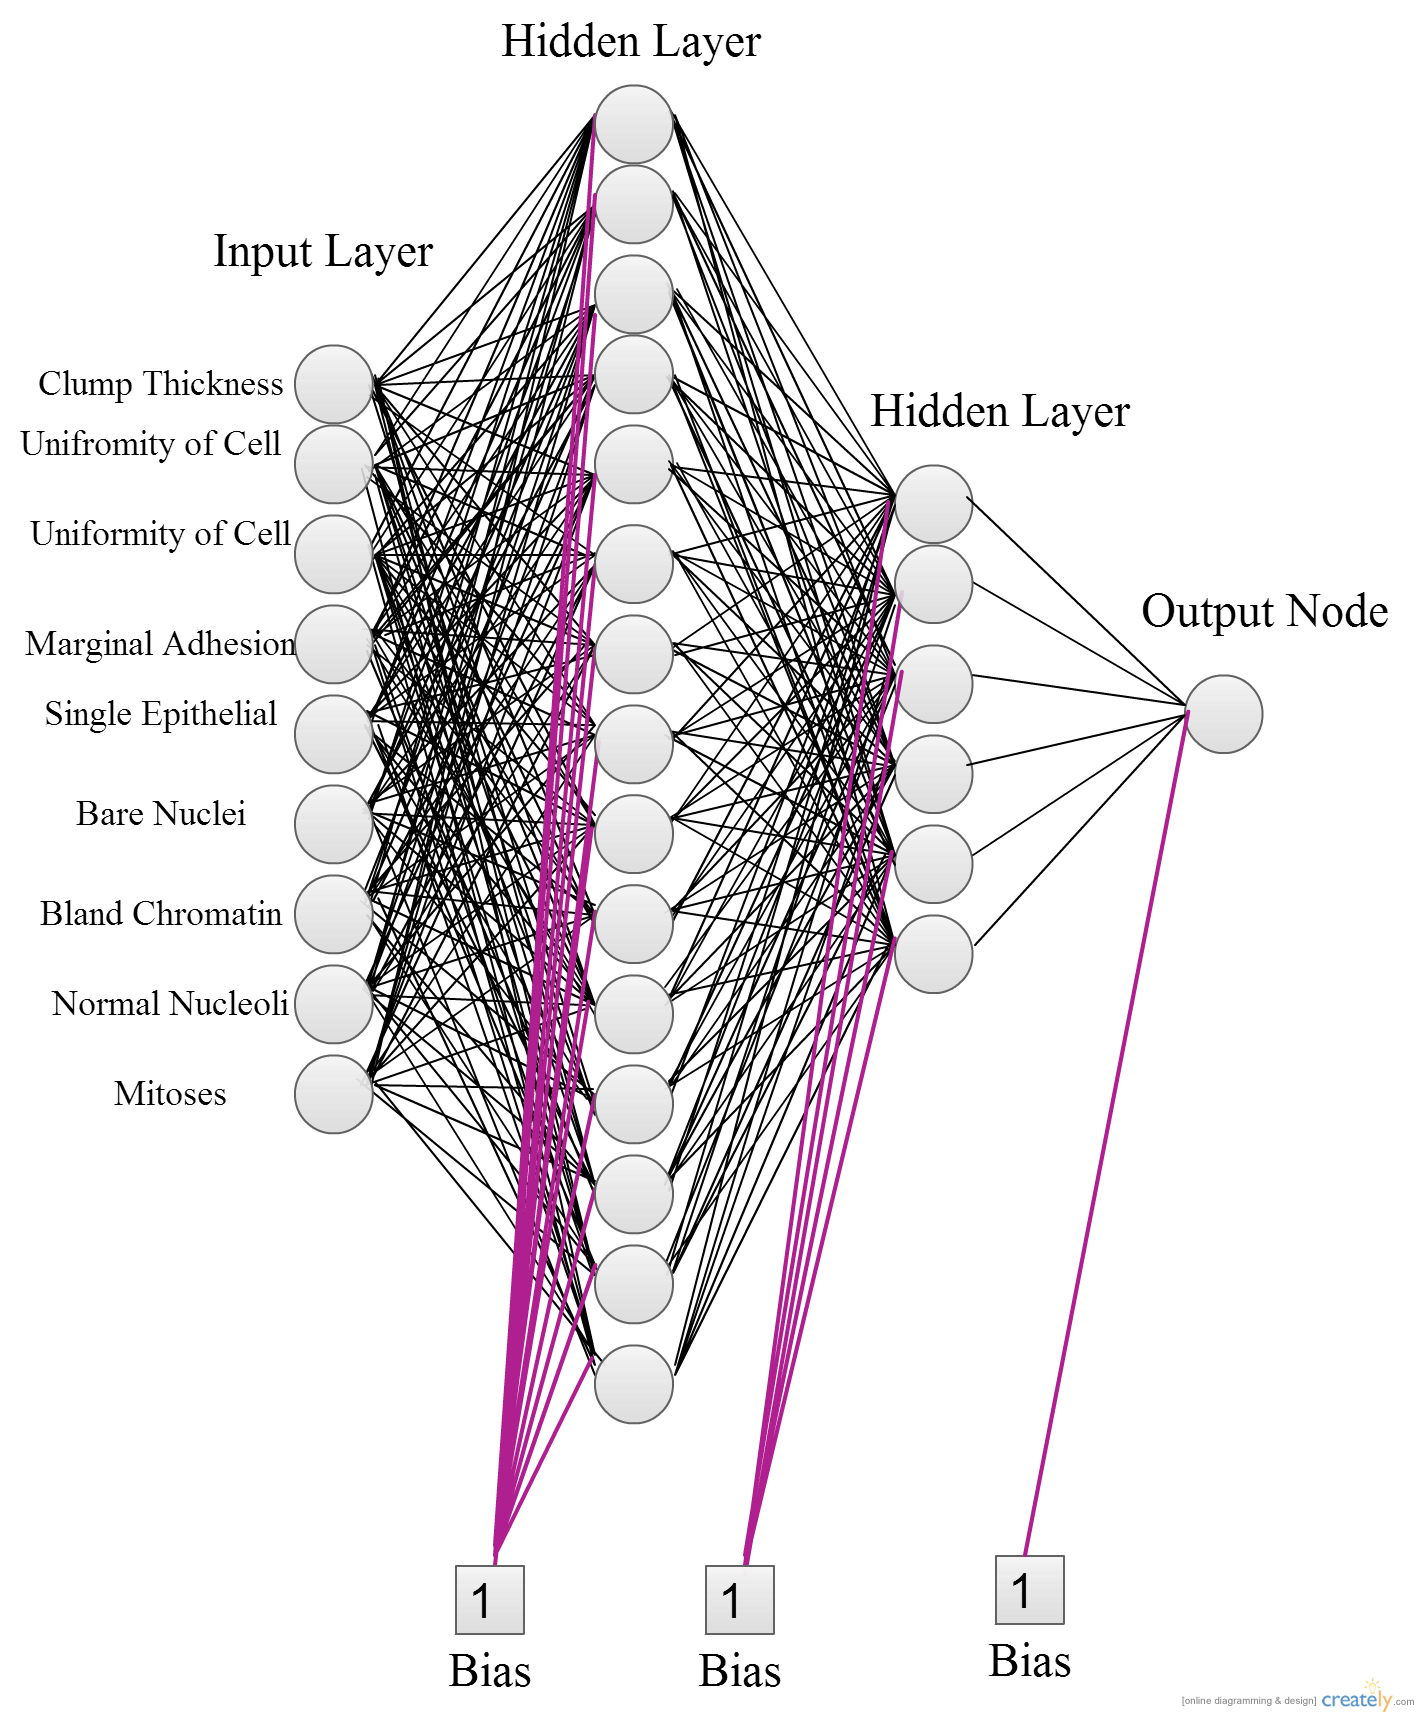 Hidden Layer
Input Layer
Clump Thickness
Unifromity of Cell
Uniformity of Cell
Marginal Adhesion
Single Epithelial
Bare Nuclei
Bland Chromatin
Normal Nucleoli
Mitoses
Hidden Layer
Output Node
1
Bias
1
Bias
1
Bias
[online diagramming & design] creately.com